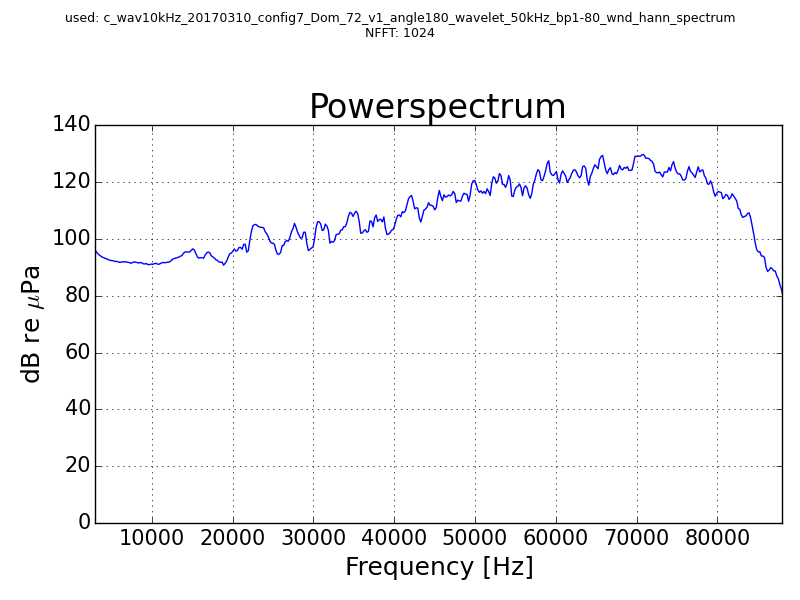 used: c_wav10kHz_20170310_config7_Dom_72_v1_angle180_wavelet_50kHz_bp1-80_wnd_hann_spectrum
NFFT: 1024
Powerspectrum
140
120
100
80
60
40
20
0
dB re μPa
10000 20000 30000 40000 50000 60000 70000 80000
Frequency [Hz]